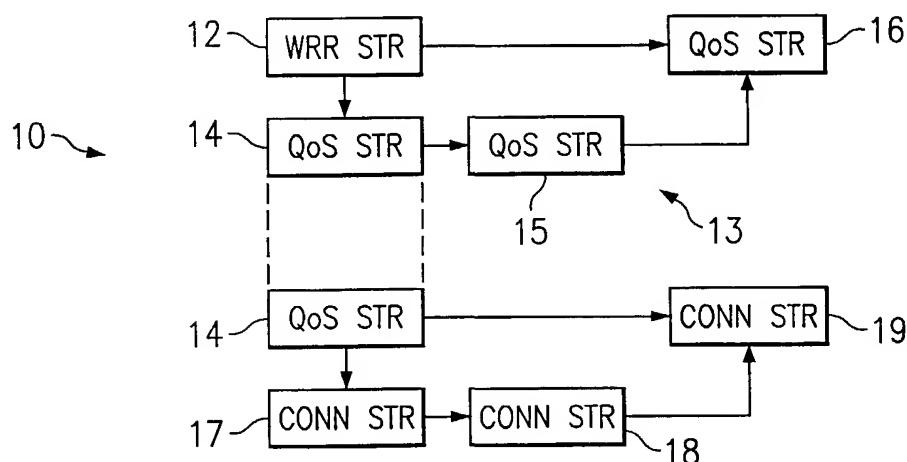 12 WRR STR QoS STR 16
10 14 QoS STR QoS STR
15 13
14 QoS STR CONN STR 19
17 CONN STR CONN STR 18